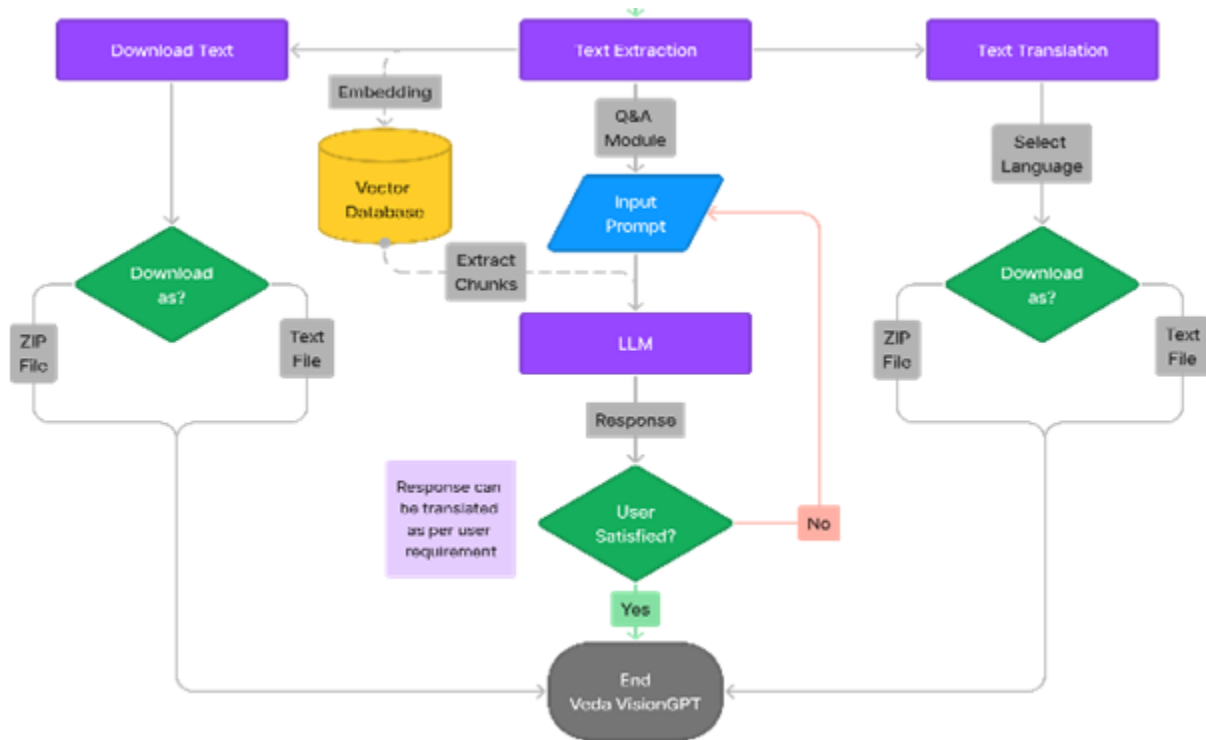 Download Text
Text Extraction
Text Translation
Embedding
Q&A
Module
Select
Language
Vector
Database
Input
Prompt
Extract
Chunks
Download
as?
Download
as?
ZIP
File
Text
File
LLM
ZIP
File
Text
File
Response
Response can
be translated
as per user
requirement
User
Satisfied?
No
Yes
End
Veda VisionGPT